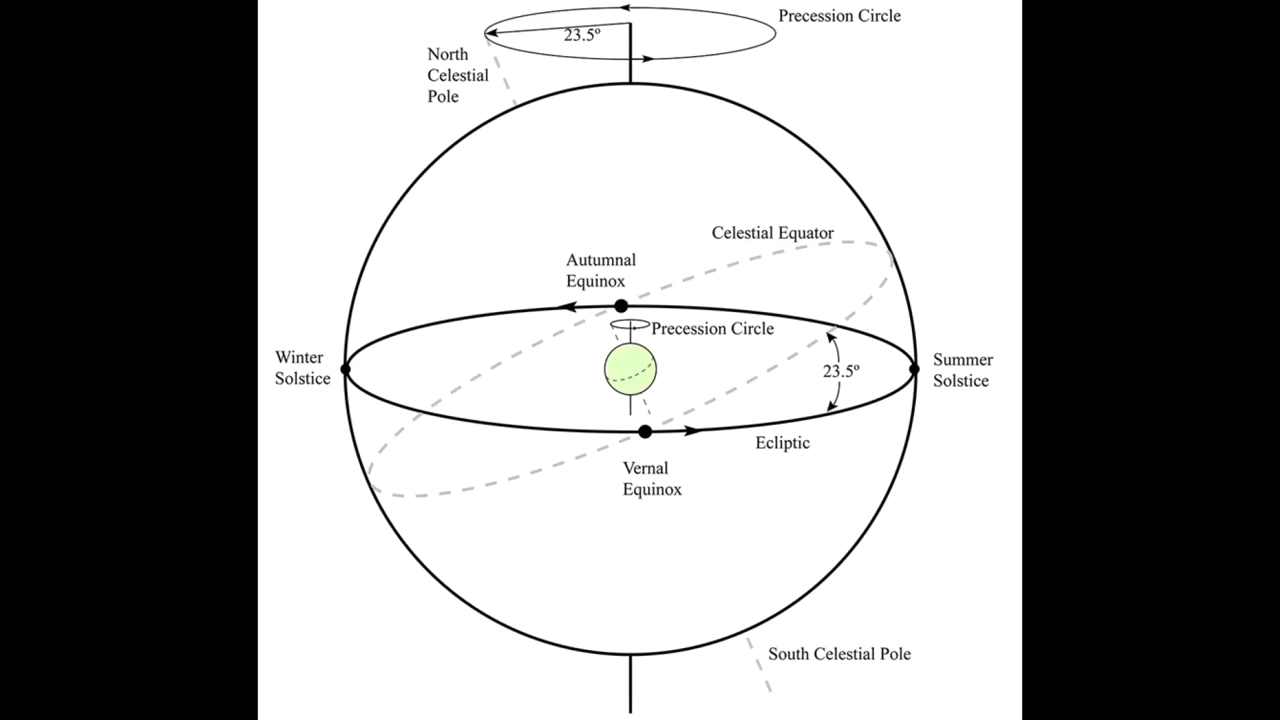 Precession Circle
23.5º
North
Celestial
Pole
Celestial Equator
Autumnal
Equinox
Precession Circle
Winter
Solstice
23.5º
Summer
Solstice
Ecliptic
Vernal
Equinox
South Celestial Pole